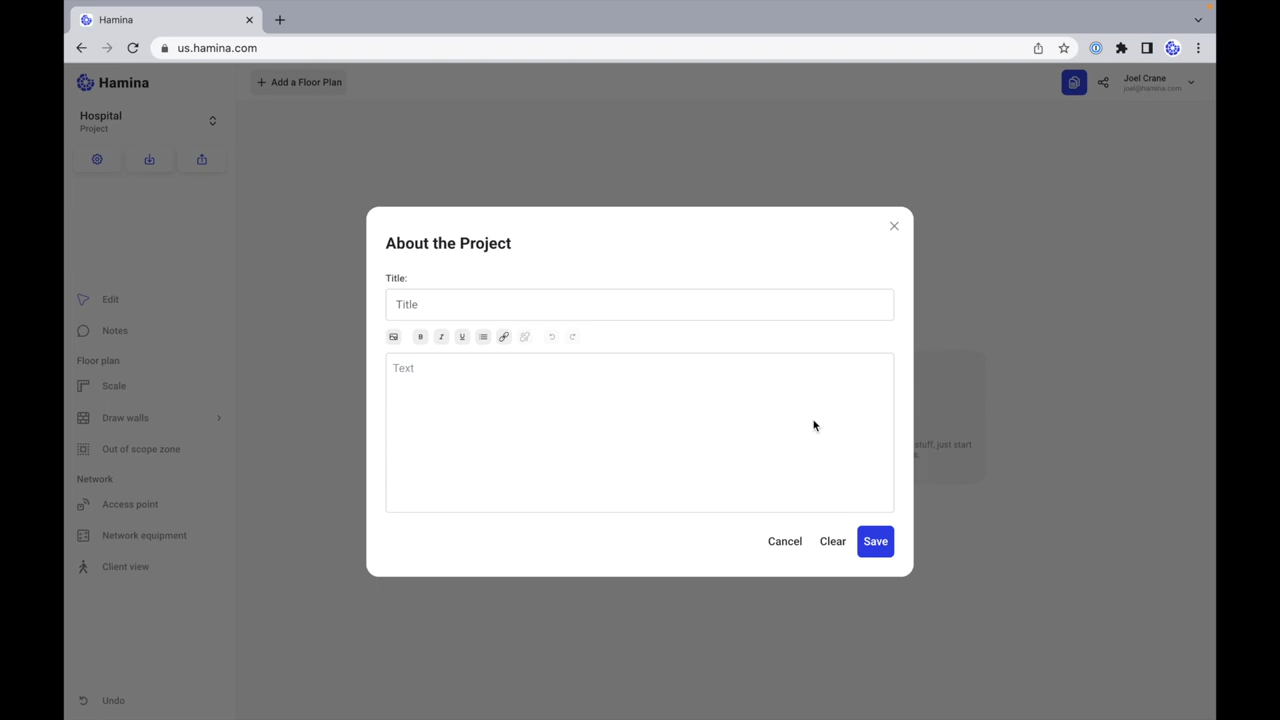 Hamina
us.hamina.com
Hamina
Add a Floor Plan
Joel Crane
joel@hamina.com
Hospital
Project
About the Project
Title:
Title
B I U
Text
Edit
Notes
Floor plan
Scale
Draw walls
Out of scope zone
stuff, just start
s.
Network
Access point
Network equipment
Client view
Cancel Clear Save
Undo